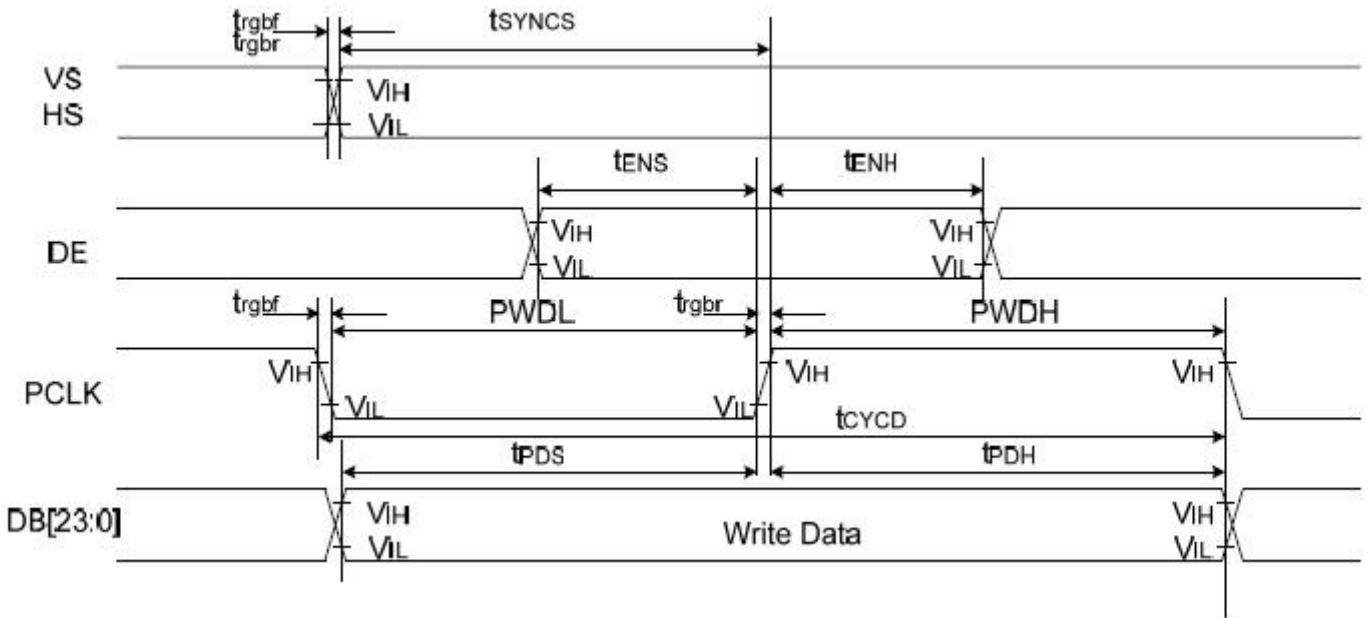 trgbf
trgbr
tSYNCS
VS
HS
VIH
VIL
tENS
tENH
DE
VIH
VIL
VIH
VIL
trgbf
PWDL
trgbr
PWDH
PCLK
VIH
VIL
VIL
VIH
VIH
tCYCD
tPDS
tPDH
DB[23:0]
VIH
VIL
Write Data
VIH
VIL